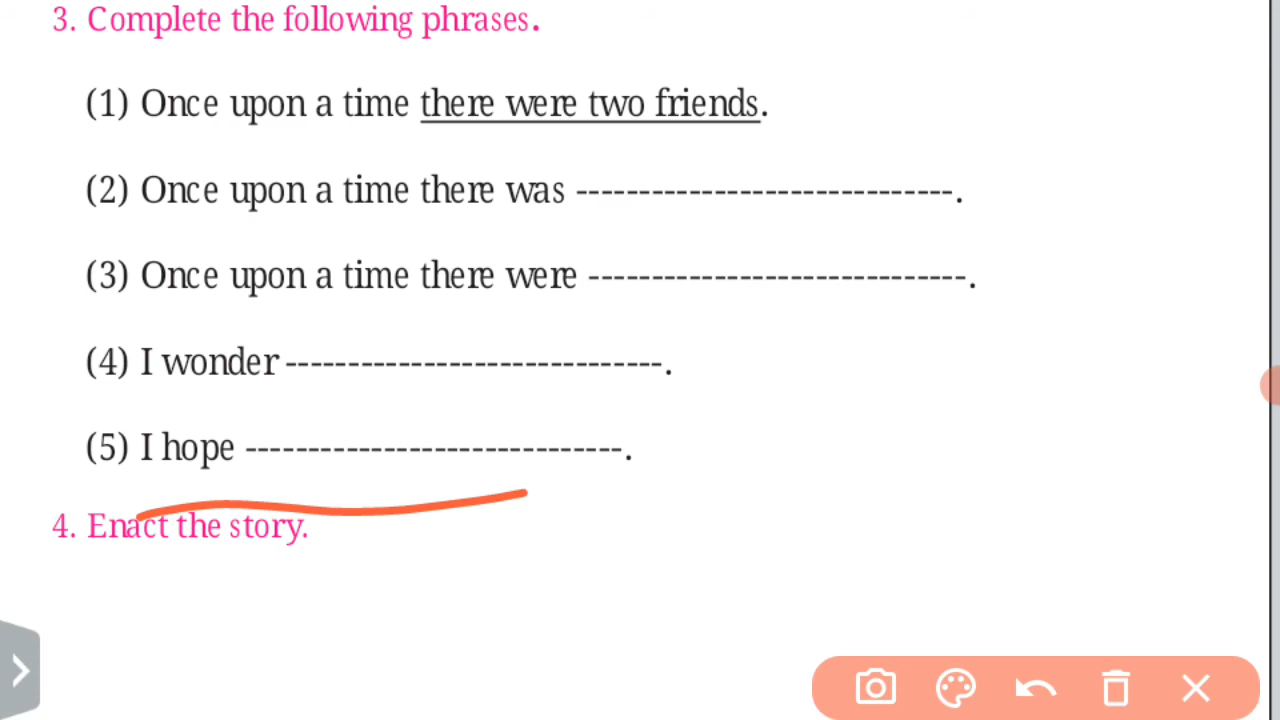 3. Complete the following phrases.
(1) Once upon a time there were two friends.
(2) Once upon a time there was ------------------------------.
(3) Once upon a time there were ------------------------------.
(4) I wonder ------------------------------.
(5) I hope ------------------------------.
4. Enact the story.